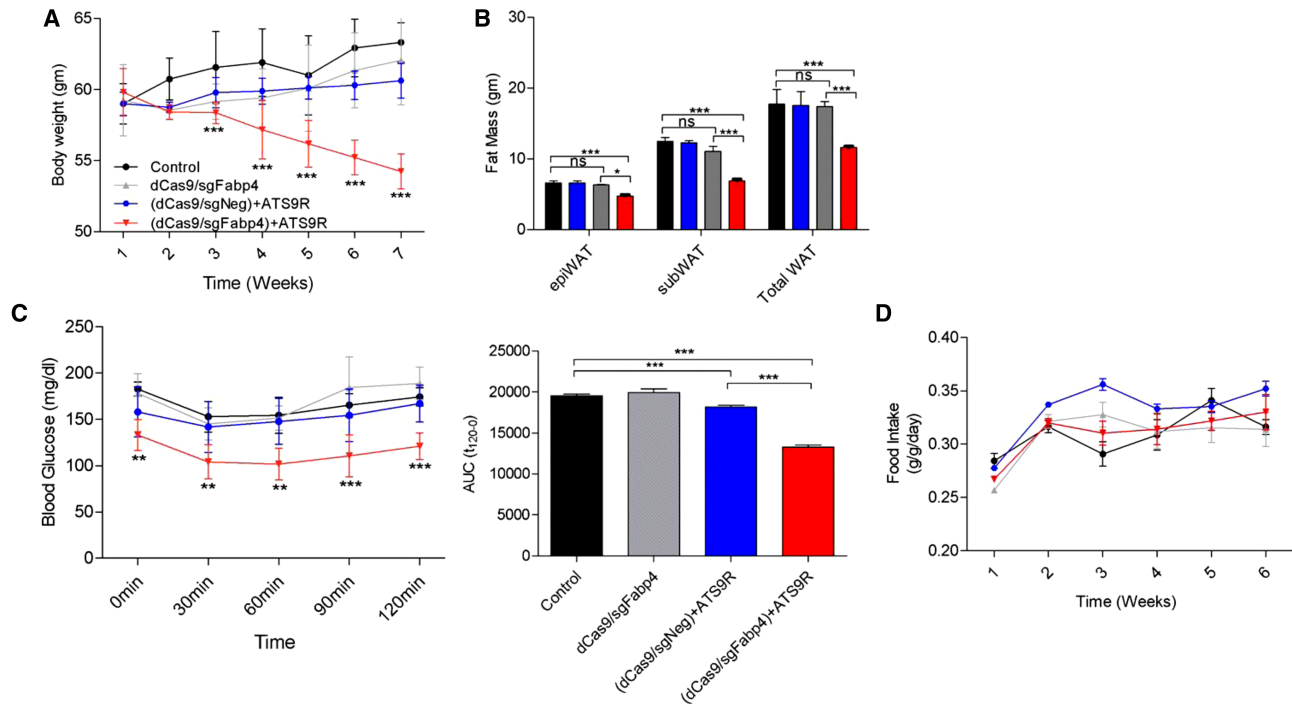 A
65
60
55
50
Body weight (gm)
***
***
***
***
***
Control
dCas9/sgFabp4
(dCas9/sgNeg)+ATS9R
(dCas9/sgFabp4)+ATS9R
1 2 3 4 5 6 7
Time (Weeks)
B
30
20
10
0
Fat Mass (gm)
***
ns
*
***
ns
***
***
ns
***
epiWAT
subWAT
Total WAT
C
250
200
150
100
50
0
Blood Glucose (mg/dl)
**
**
**
***
***
0min 30min 60min 90min 120min
Time
25000
20000
15000
10000
5000
0
AUC (t120-0)
***
***
***
Control
dCas9/sgFabp4
(dCas9/sgNeg)+ATS9R
(dCas9/sgFabp4)+ATS9R
D
0.40
0.35
0.30
0.25
0.20
Food Intake
(g/g/day)
1 2 3 4 5 6
Time (Weeks)